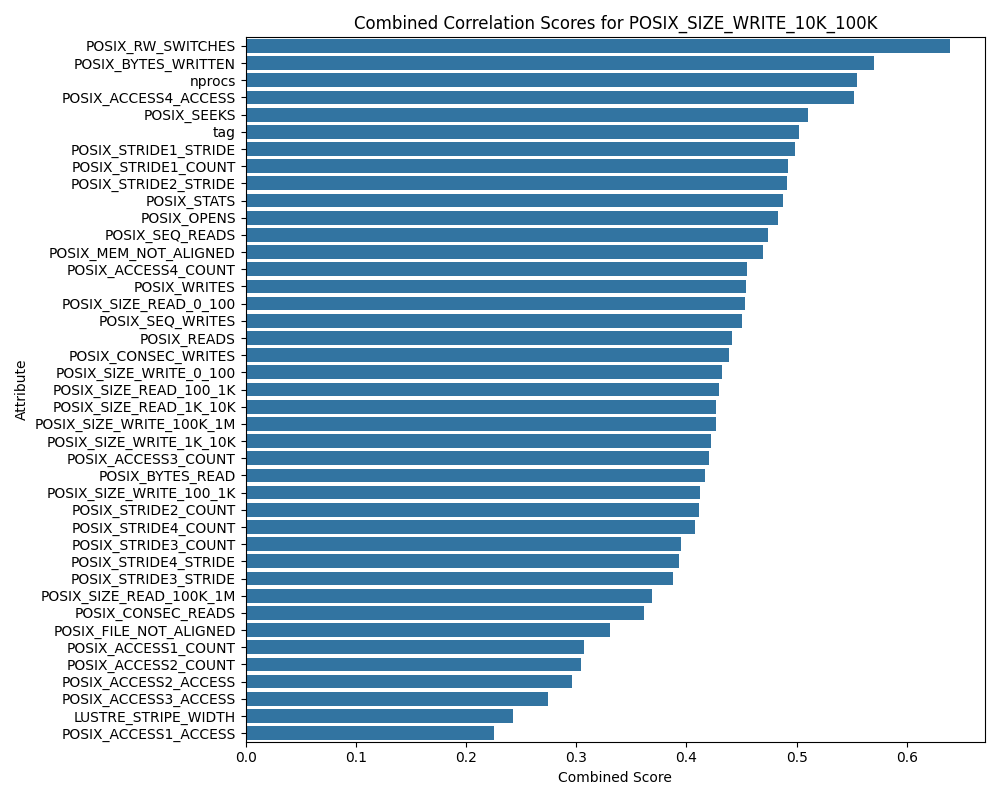 Combined Correlation Scores for POSIX_SIZE_WRITE_10K_100K
Attribute
POSIX_RW_SWITCHES
POSIX_BYTES_WRITTEN
nprocs
POSIX_ACCESS4_ACCESS
POSIX_SEEKS
tag
POSIX_STRIDE1_STRIDE
POSIX_STRIDE1_COUNT
POSIX_STRIDE2_STRIDE
POSIX_STATS
POSIX_OPENS
POSIX_SEQ_READS
POSIX_MEM_NOT_ALIGNED
POSIX_ACCESS4_COUNT
POSIX_WRITES
POSIX_SIZE_READ_0_100
POSIX_SEQ_WRITES
POSIX_READS
POSIX_CONSEC_WRITES
POSIX_SIZE_WRITE_0_100
POSIX_SIZE_READ_100_1K
POSIX_SIZE_READ_1K_10K
POSIX_SIZE_WRITE_100K_1M
POSIX_SIZE_WRITE_1K_10K
POSIX_ACCESS3_COUNT
POSIX_BYTES_READ
POSIX_SIZE_WRITE_100_1K
POSIX_STRIDE2_COUNT
POSIX_STRIDE4_COUNT
POSIX_STRIDE3_COUNT
POSIX_STRIDE4_STRIDE
POSIX_STRIDE3_STRIDE
POSIX_SIZE_READ_100K_1M
POSIX_CONSEC_READS
POSIX_FILE_NOT_ALIGNED
POSIX_ACCESS1_COUNT
POSIX_ACCESS2_COUNT
POSIX_ACCESS2_ACCESS
POSIX_ACCESS3_ACCESS
LUSTRE_STRIPE_WIDTH
POSIX_ACCESS1_ACCESS
0.0 0.1 0.2 0.3 0.4 0.5 0.6
Combined Score